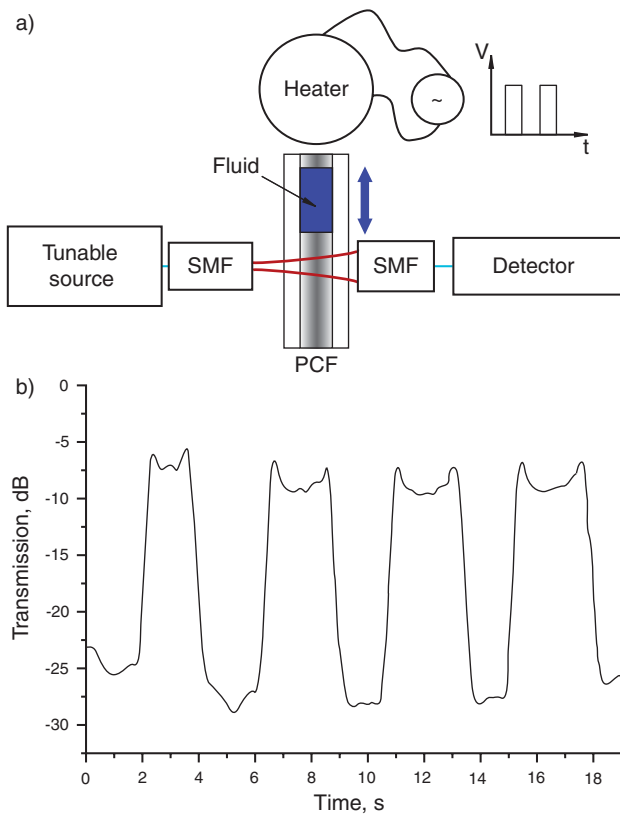 a)
Heater
~
V
t
Fluid
Tunable
source
SMF
SMF
Detector
PCF
b)
0
-5
-10
-15
-20
-25
-30
Transmission, dB
0 2 4 6 8 10 12 14 16 18
Time, s